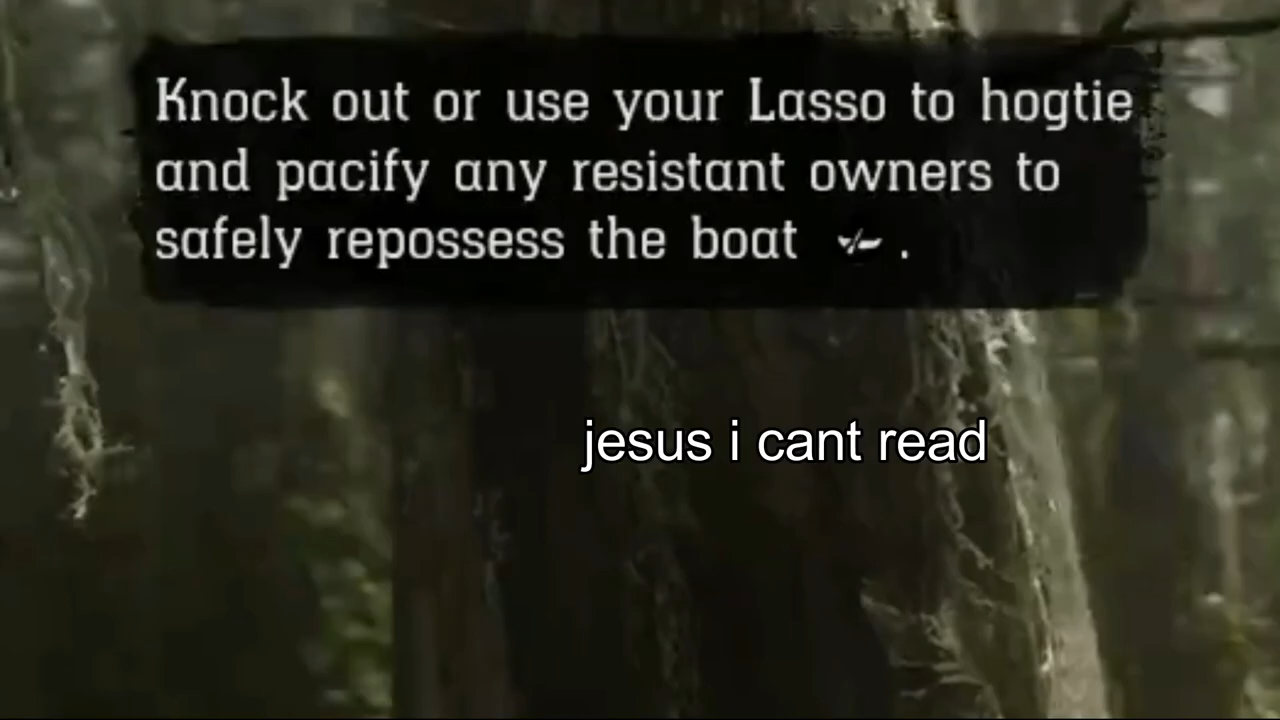 Knock out or use your Lasso to hogtie
and pacify any resistant owners to
safely repossess the boat .
jesus i cant read